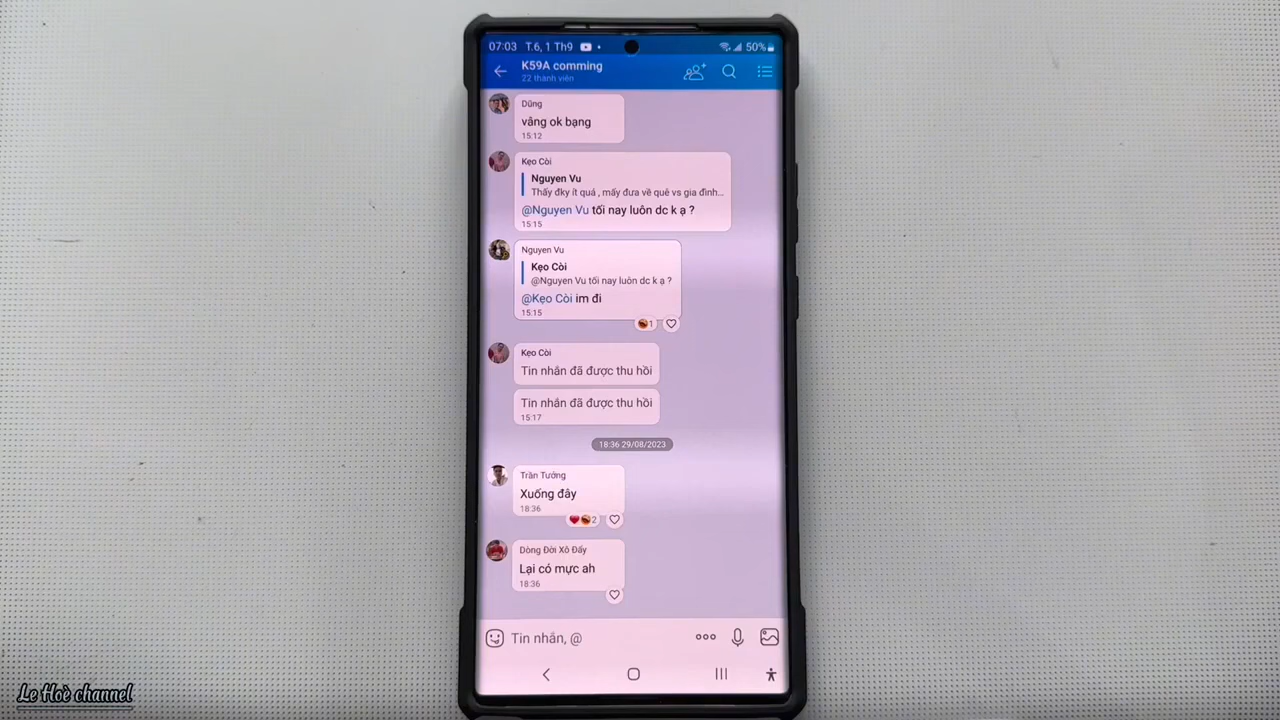 07:03 T.6, 1 Th9
50%
K59A comming
22 thành viên
Dũng
vâng ok bạng
15:12
Kẹo Còi
Nguyen Vu
Thấy đky ít quá , mấy đưa về quê vs gia đình...
@Nguyen Vu tối nay luôn dc k ạ ?
15:15
Nguyen Vu
Kẹo Còi
@Nguyen Vu tối nay luôn dc k ạ ?
@Kẹo Còi im đi
15:15
1
Kẹo Còi
Tin nhắn đã được thu hồi
Tin nhắn đã được thu hồi
15:17
18:36 29/08/2023
Trần Tướng
Xuống đây
18:36
2
Dòng Đời Xô Đẩy
Lại có mực ah
18:36
Tin nhắn, @
Le Hoè channel